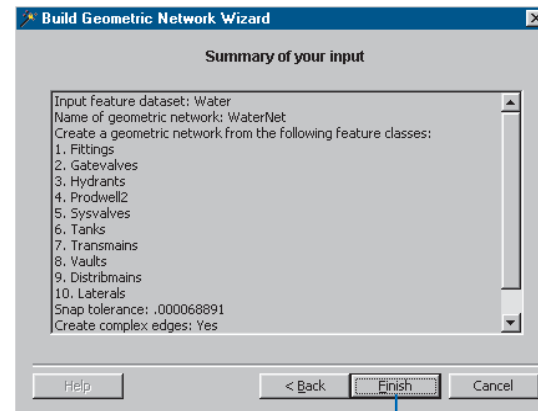 Build Geometric Network Wizard
Summary of your input
Input feature dataset: Water
Name of geometric network: WaterNet
Create a geometric network from the following feature classes:
1. Fittings
2. Gatevalves
3. Hydrants
4. Prodwell2
5. Sysvalves
6. Tanks
7. Transmains
8. Vaults
9. Distribmains
10. Laterals
Snap tolerance: .000068891
Create complex edges: Yes
Help < Back Finish Cancel